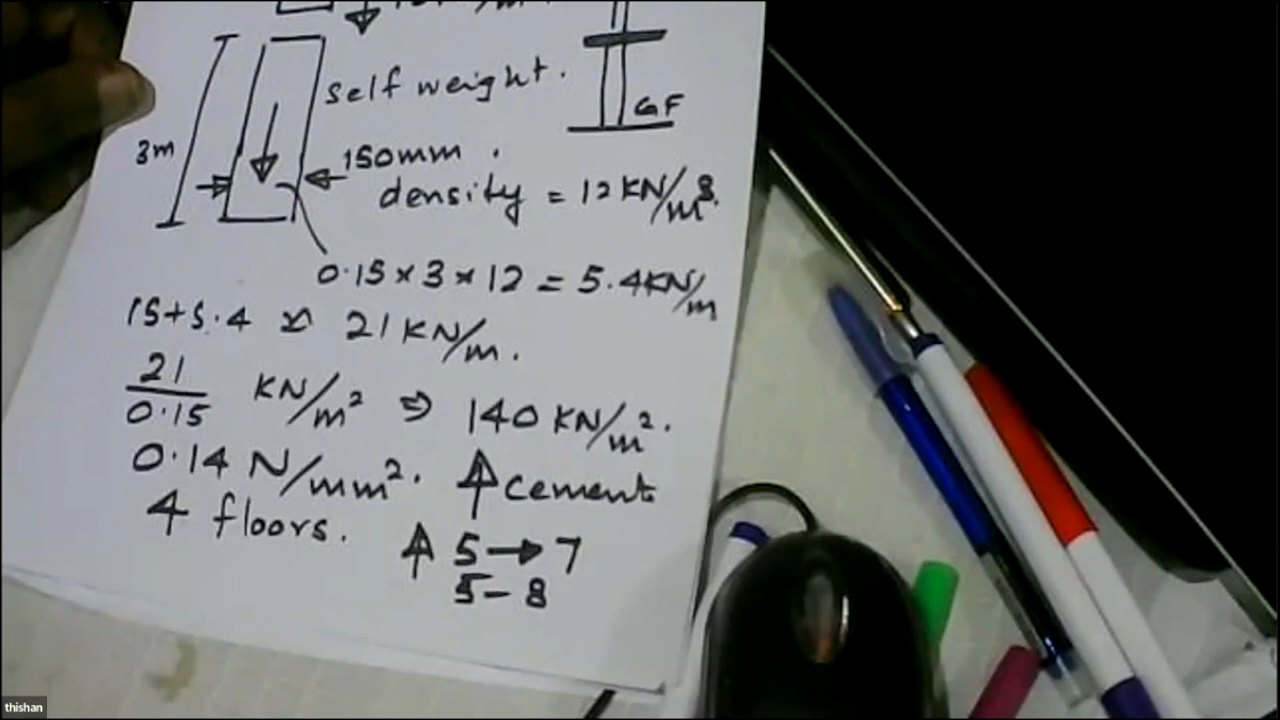 self weight.
GF
3m
150mm.
density = 12 KN/m³.
0.15 × 3 × 12 = 5.4 KN/m
15+5.4 ≈ 21 KN/m.
21/0.15 KN/m² ⇒ 140 KN/m².
0.14 N/mm². ↑ cement
4 floors.
↑ 5 → 7
5 - 8
thishan